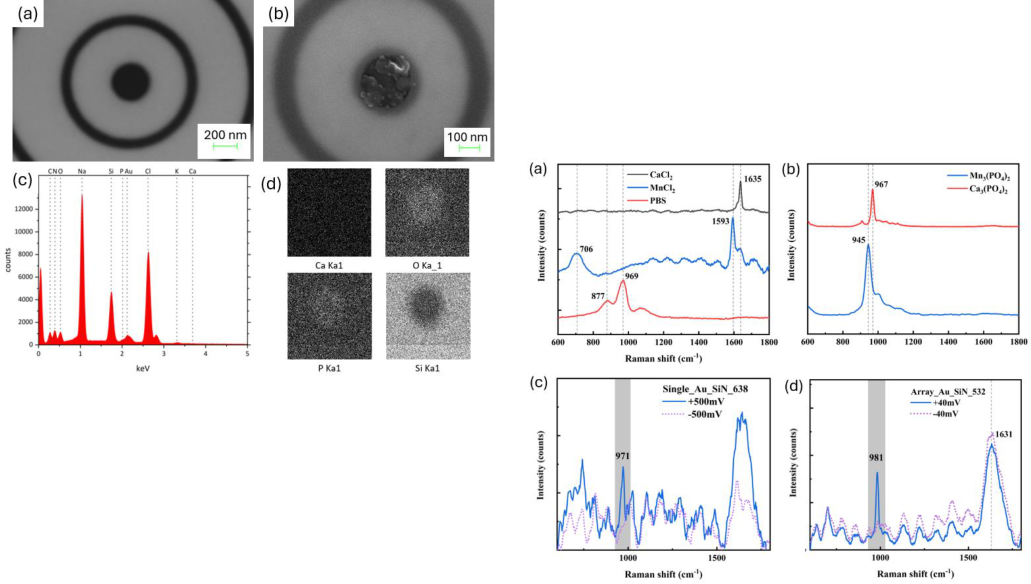 (a)
200 nm
(b)
100 nm
(c)
C N O Na Si P Au Cl K Ca
12000
10000
8000
6000
4000
2000
0
counts
0 1 2 3 4 5
keV
(d)
Ca Ka1
O Ka_1
P Ka1
Si Ka1
(a)
CaCl₂
MnCl₂
PBS
1635
1593
706
969
877
Intensity (counts)
600 800 1000 1200 1400 1600 1800
Raman shift (cm⁻¹)
(b)
Mn₃(PO₄)₂
Ca₃(PO₄)₂
967
945
Intensity (counts)
600 800 1000 1200 1400 1600 1800
Raman shift (cm⁻¹)
(c)
Single_Au_SiN_638
+500mV
-500mV
971
Intensity (counts)
1000 1500
Raman shift (cm⁻¹)
(d)
Array_Au_SiN_532
+40mV
-40mV
1631
981
Intensity (counts)
1000 1500
Raman shift (cm⁻¹)